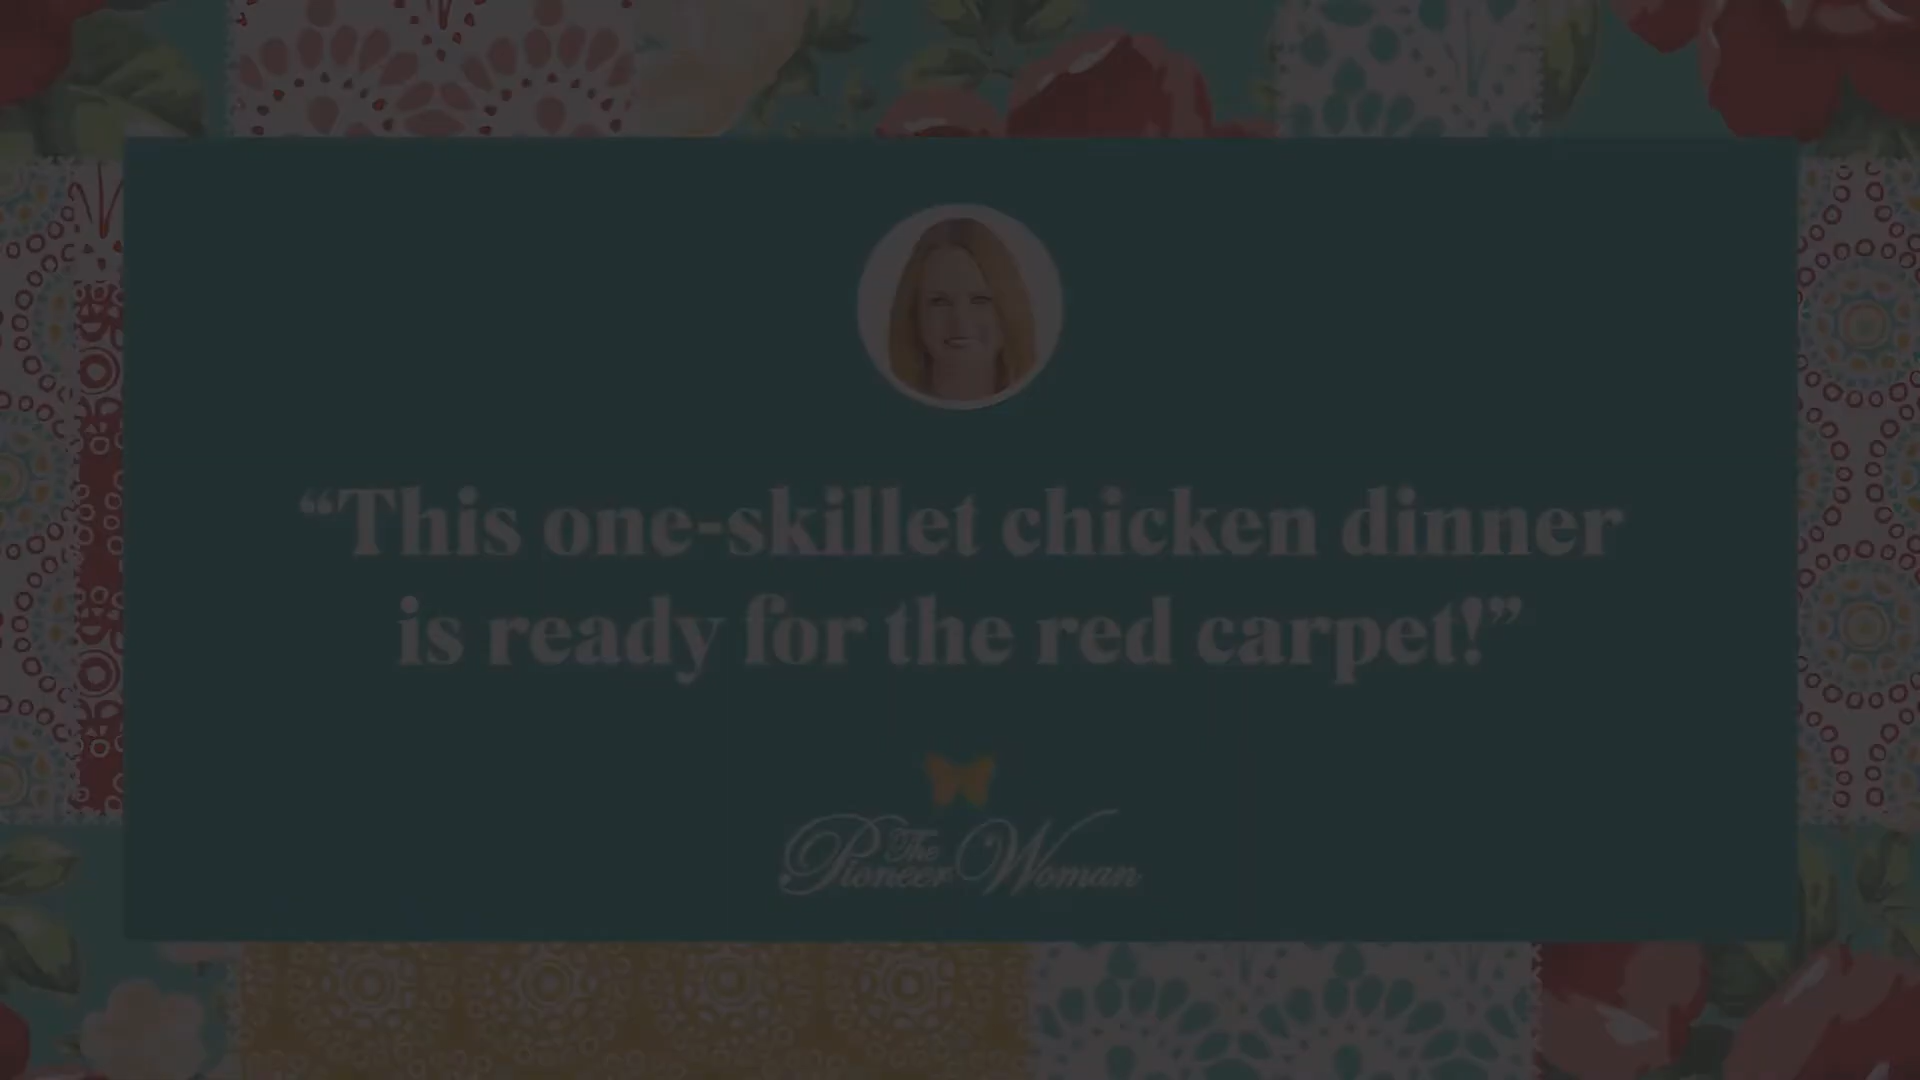 “This one-skillet chicken dinner
is ready for the red carpet!”
The
Pioneer Woman